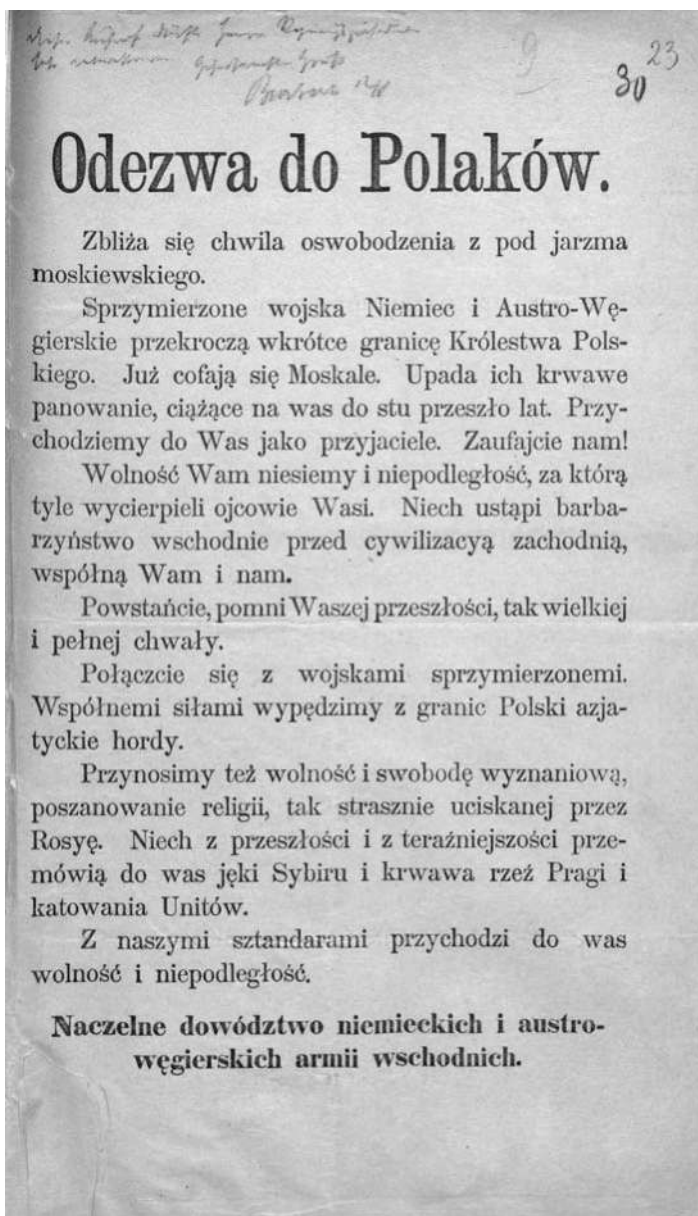 9
23
30
Odezwa do Polaków.
Zbliża się chwila oswobodzenia z pod jarzma
moskiewskiego.
Sprzymierzone wojska Niemiec i Austro-Wę-
gierskie przekroczą wkrótce granicę Królestwa Pols-
kiego. Już cofają się Moskale. Upada ich krwawe
panowanie, ciążące na was do stu przeszło lat. Przy-
chodziemy do Was jako przyjaciele. Zaufajcie nam!
Wolność Wam niesiemy i niepodległość, za którą
tyle wycierpieli ojcowie Wasi. Niech ustąpi barba-
rzyństwo wschodnie przed cywilizacyą zachodnią,
wspólną Wam i nam.
Powstańcie, pomni Waszej przeszłości, tak wielkiej
i pełnej chwały.
Połączcie się z wojskami sprzymierzonemi.
Wspólnemi siłami wypędzimy z granic Polski azja-
tyckie hordy.
Przynosimy też wolność i swobodę wyznaniową,
poszanowanie religii, tak strasznie uciskanej przez
Rosyę. Niech z przeszłości i z teraźniejszości prze-
mówią do was jęki Sybiru i krwawa rzeź Pragi i
katowania Unitów.
Z naszymi sztandarami przychodzi do was
wolność i niepodległość.
Naczelne dowództwo niemieckich i austro-
węgierskich armii wschodnich.